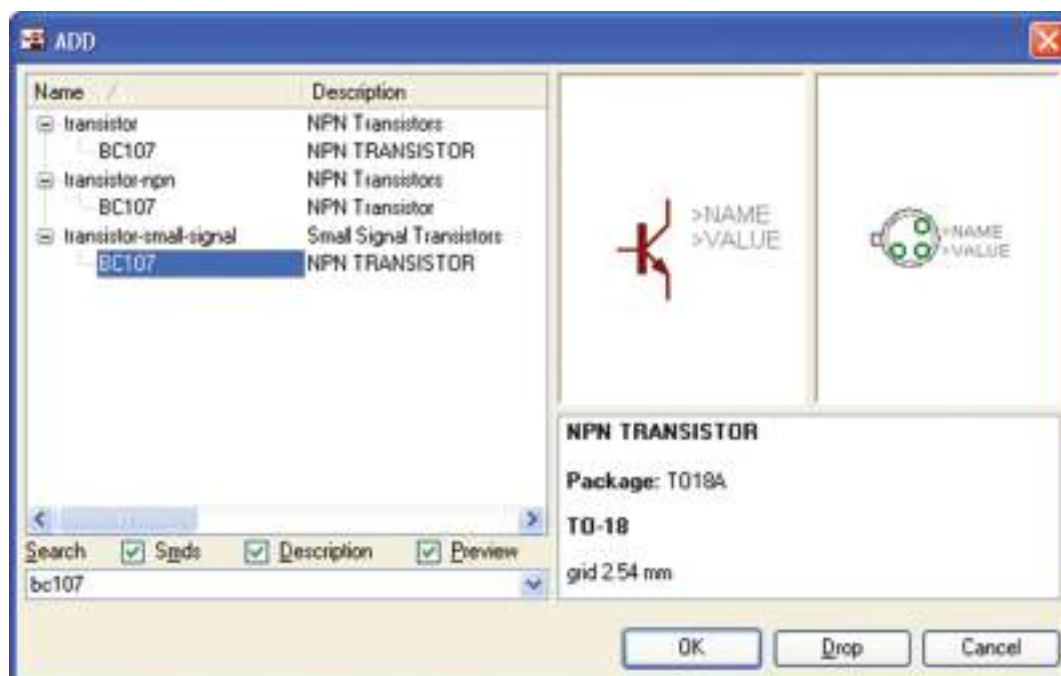 ADD
Name Description
transistor NPN Transistors
BC107 NPN TRANSISTOR
transistor-npn NPN Transistors
BC107 NPN Transistor
transistor-small-signal Small Signal Transistors
BC107 NPN TRANSISTOR
>NAME
>VALUE
>NAME
>VALUE
NPN TRANSISTOR
Package: TO18A
TO-18
grid 2.54 mm
Search Smds Description Preview
bc107
OK Drop Cancel